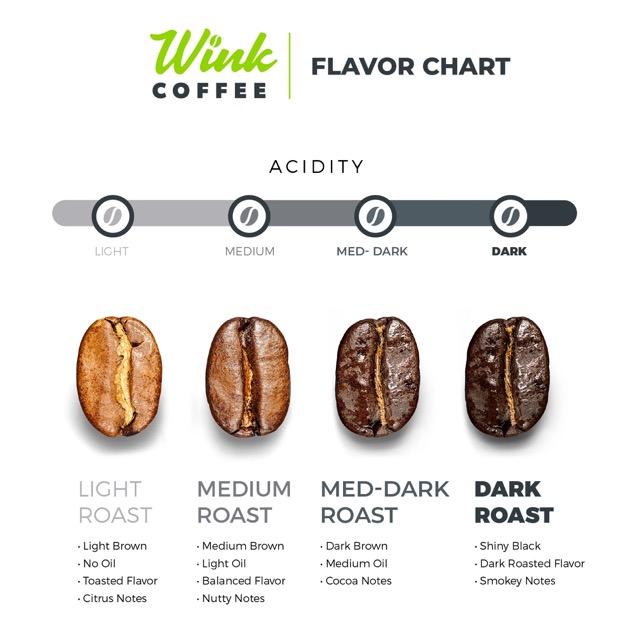 Wink
COFFEE
FLAVOR CHART
ACIDITY
LIGHT
MEDIUM
MED- DARK
DARK
LIGHT
ROAST
• Light Brown
• No Oil
• Toasted Flavor
• Citrus Notes
MEDIUM
ROAST
• Medium Brown
• Light Oil
• Balanced Flavor
• Nutty Notes
MED-DARK
ROAST
• Dark Brown
• Medium Oil
• Cocoa Notes
DARK
ROAST
• Shiny Black
• Dark Roasted Flavor
• Smokey Notes